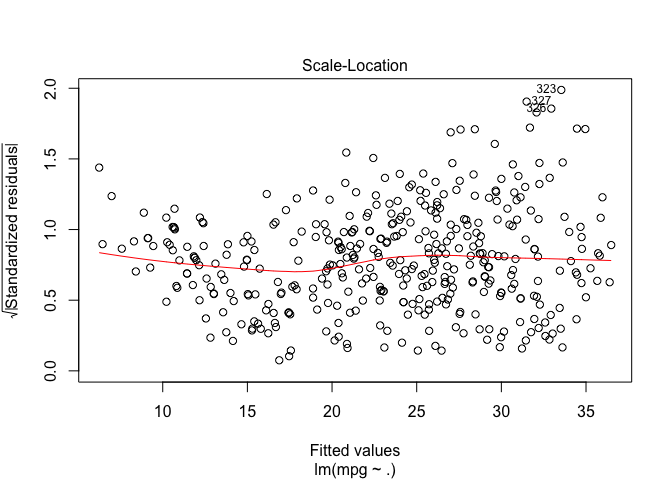 Scale-Location
323
327
326
2.0
1.5
1.0
0.5
0.0
√|Standardized residuals|
10 15 20 25 30 35
Fitted values
lm(mpg ~ .)